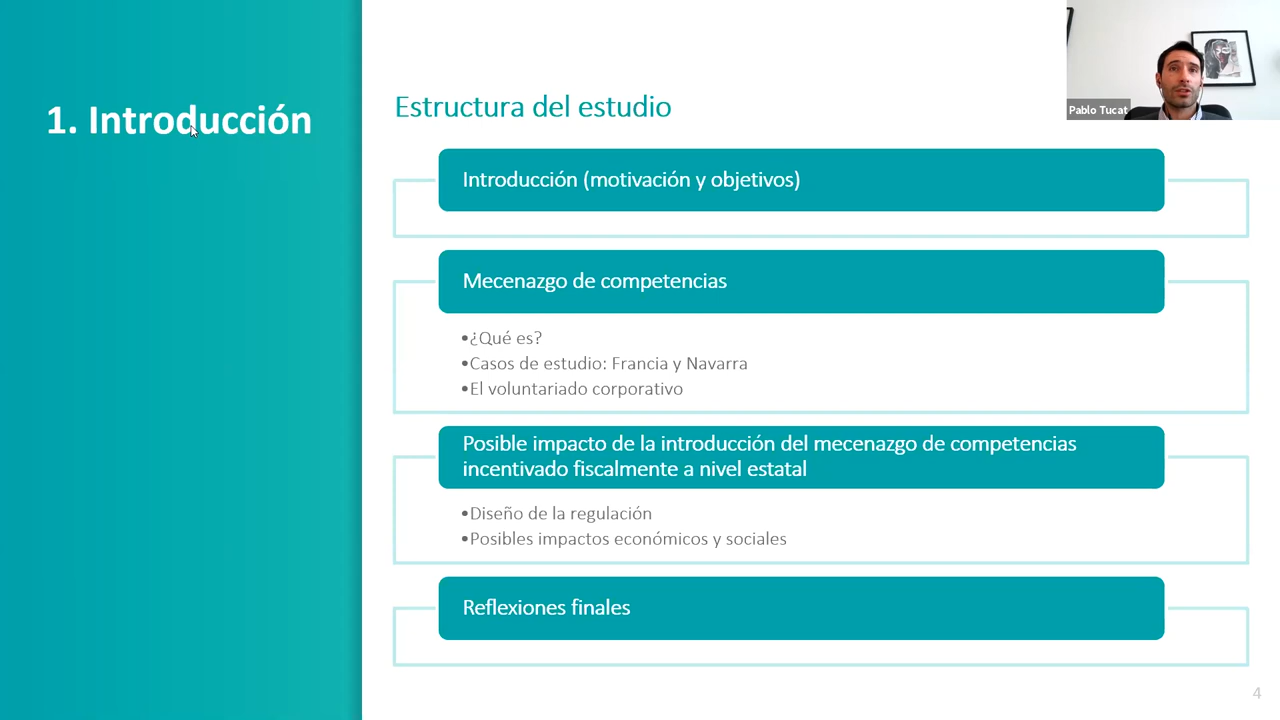 1. Introducción
Estructura del estudio
Pablo Tucat
Introducción (motivación y objetivos)
Mecenazgo de competencias
•¿Qué es?
•Casos de estudio: Francia y Navarra
•El voluntariado corporativo
Posible impacto de la introducción del mecenazgo de competencias
incentivado fiscalmente a nivel estatal
•Diseño de la regulación
•Posibles impactos económicos y sociales
Reflexiones finales
4